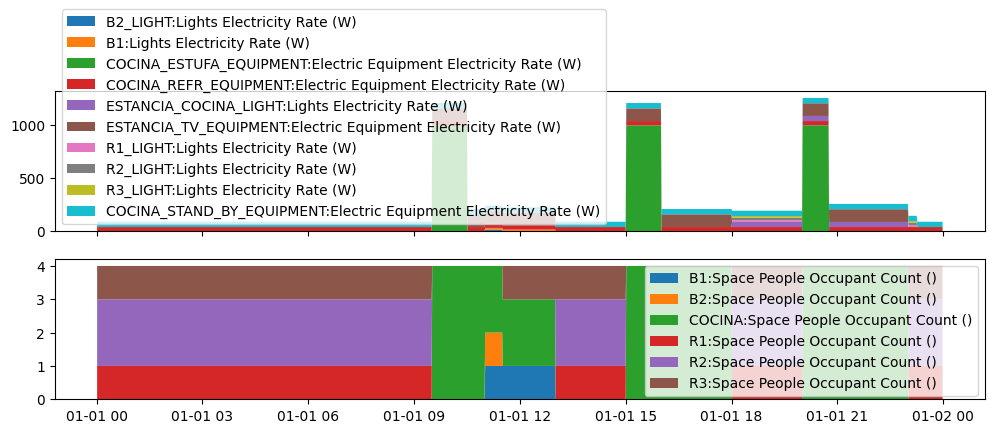 B2_LIGHT:Lights Electricity Rate (W)
B1:Lights Electricity Rate (W)
COCINA_ESTUFA_EQUIPMENT:Electric Equipment Electricity Rate (W)
COCINA_REFR_EQUIPMENT:Electric Equipment Electricity Rate (W)
ESTANCIA_COCINA_LIGHT:Lights Electricity Rate (W)
ESTANCIA_TV_EQUIPMENT:Electric Equipment Electricity Rate (W)
R1_LIGHT:Lights Electricity Rate (W)
R2_LIGHT:Lights Electricity Rate (W)
R3_LIGHT:Lights Electricity Rate (W)
COCINA_STAND_BY_EQUIPMENT:Electric Equipment Electricity Rate (W)
1000
500
0
4
3
2
1
0
B1:Space People Occupant Count ()
B2:Space People Occupant Count ()
COCINA:Space People Occupant Count ()
R1:Space People Occupant Count ()
R2:Space People Occupant Count ()
R3:Space People Occupant Count ()
01-01 00 01-01 03 01-01 06 01-01 09 01-01 12 01-01 15 01-01 18 01-01 21 01-02 00